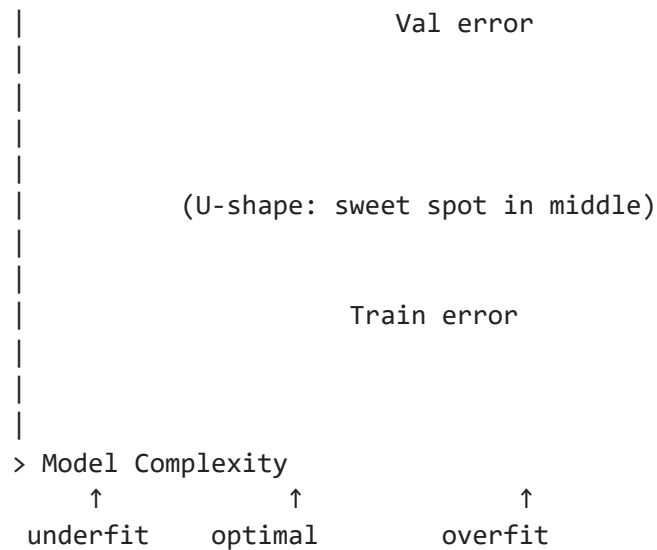 Val error
(U-shape: sweet spot in middle)
Train error
> Model Complexity
↑ ↑ ↑
underfit optimal overfit